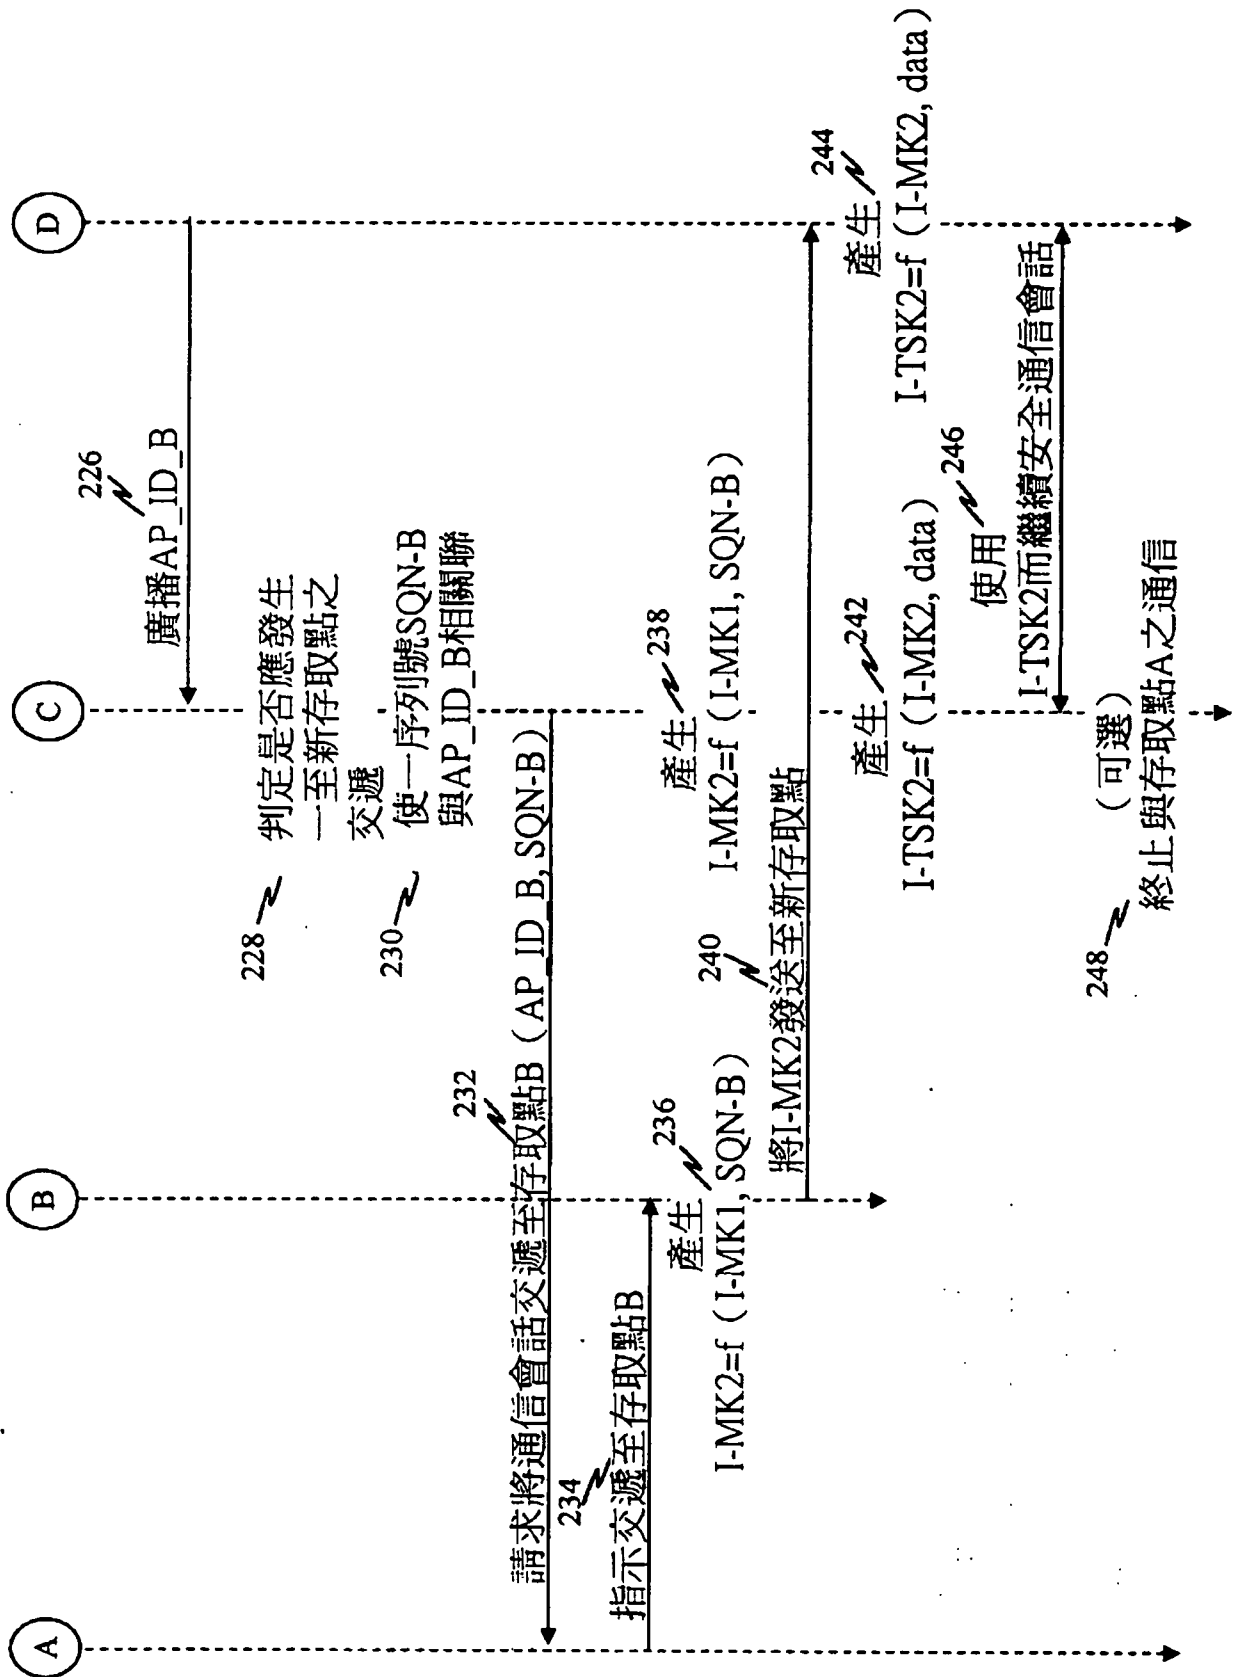 A
B
C
D
226
廣播AP_ID_B
228
判定是否應發生
一至新存取點之
交遞
230
使一序列號SQN-B
與AP_ID_B相關聯
232
請求將通信會話交遞至存取點B（AP_ID_B, SQN-B）
234
指示交遞至存取點B
產生
236
I-MK2=f（I-MK1, SQN-B）
產生
238
I-MK2=f（I-MK1, SQN-B）
240
將I-MK2發送至新存取點
產生
242
I-TSK2=f（I-MK2, data）
產生
244
I-TSK2=f（I-MK2, data）
使用
246
I-TSK2而繼續安全通信會話
248
（可選）
終止與存取點A之通信